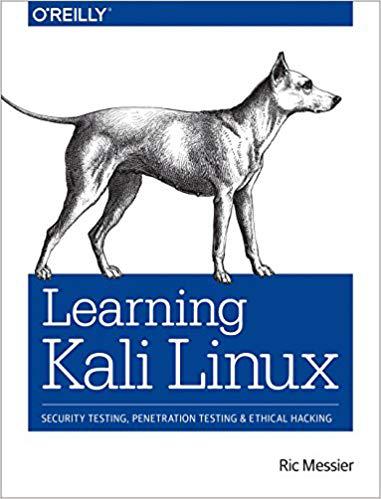 O'REILLY®
Learning
Kali Linux
SECURITY TESTING, PENETRATION TESTING & ETHICAL HACKING
Ric Messier